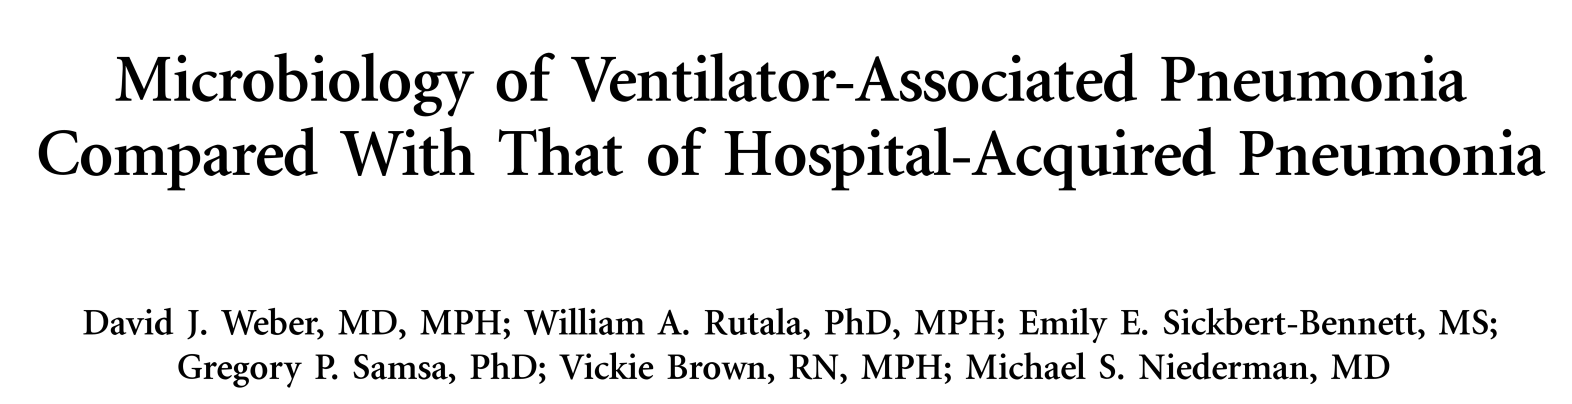 Microbiology of Ventilator-Associated Pneumonia
Compared With That of Hospital-Acquired Pneumonia
David J. Weber, MD, MPH; William A. Rutala, PhD, MPH; Emily E. Sickbert-Bennett, MS;
Gregory P. Samsa, PhD; Vickie Brown, RN, MPH; Michael S. Niederman, MD